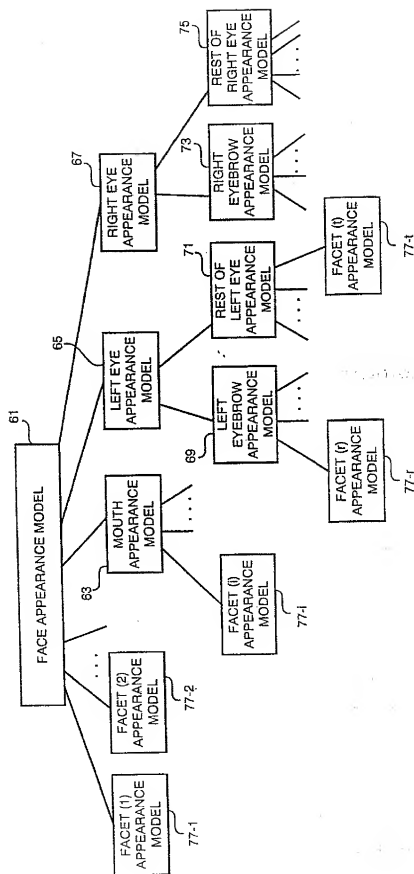 61
FACE APPEARANCE MODEL
FACET (1)
APPEARANCE
MODEL
77-1
FACET (2)
APPEARANCE
MODEL
77-2
MOUTH
APPEARANCE
MODEL
63
LEFT EYE
APPEARANCE
MODEL
65
RIGHT EYE
APPEARANCE
MODEL
67
LEFT
EYEBROW
APPEARANCE
MODEL
69
REST OF
LEFT EYE
APPEARANCE
MODEL
71
RIGHT
EYEBROW
APPEARANCE
MODEL
73
REST OF
RIGHT EYE
APPEARANCE
MODEL
75
FACET (i)
APPEARANCE
MODEL
77-i
FACET (r)
APPEARANCE
MODEL
77-r
FACET (t)
APPEARANCE
MODEL
77-t